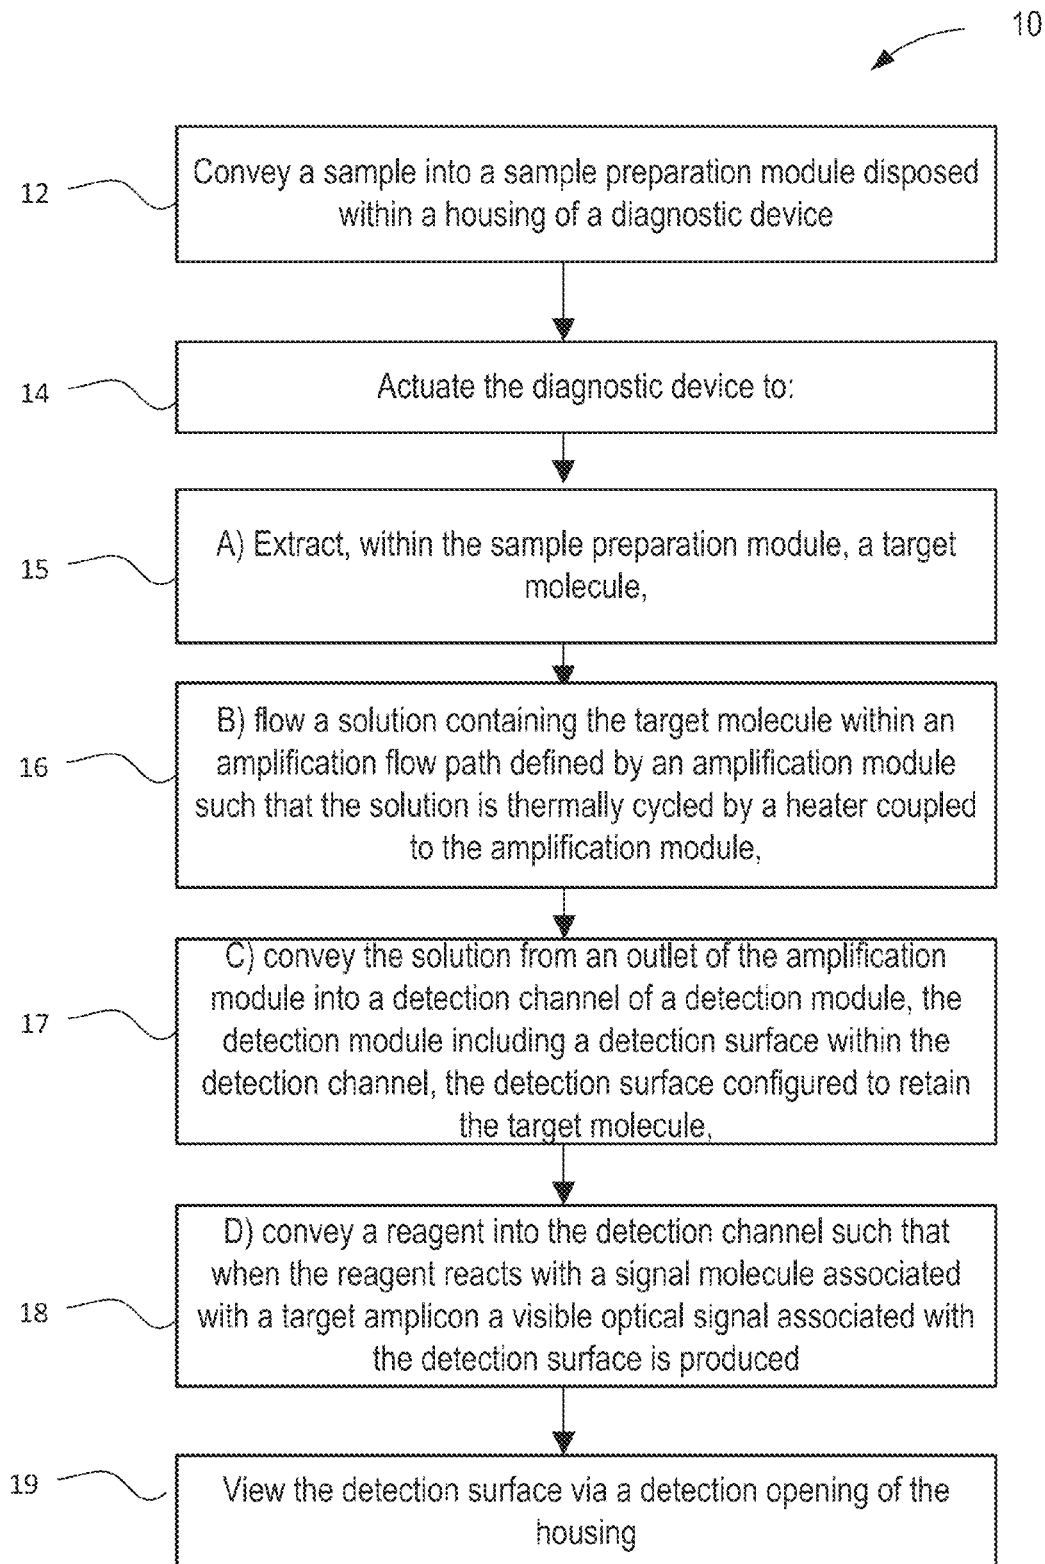 10
12
Convey a sample into a sample preparation module disposed
within a housing of a diagnostic device
14
Actuate the diagnostic device to:
15
A) Extract, within the sample preparation module, a target
molecule,
16
B) flow a solution containing the target molecule within an
amplification flow path defined by an amplification module
such that the solution is thermally cycled by a heater coupled
to the amplification module,
17
C) convey the solution from an outlet of the amplification
module into a detection channel of a detection module, the
detection module including a detection surface within the
detection channel, the detection surface configured to retain
the target molecule,
18
D) convey a reagent into the detection channel such that
when the reagent reacts with a signal molecule associated
with a target amplicon a visible optical signal associated with
the detection surface is produced
19
View the detection surface via a detection opening of the
housing